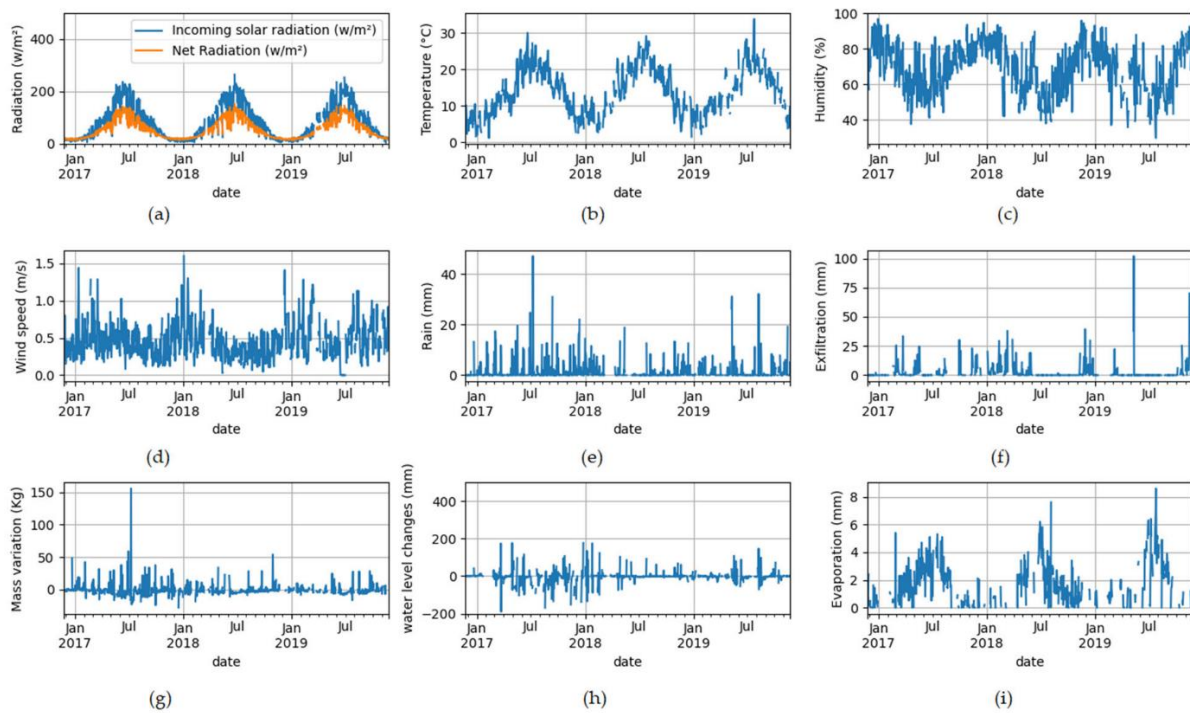 Radiation (w/m²)
400
200
0
Incoming solar radiation (w/m²)
Net Radiation (w/m²)
Jan Jul Jan Jul Jan Jul
2017 2018 2019
date
(a)
Temperature (°C)
30
20
10
0
Jan Jul Jan Jul Jan Jul
2017 2018 2019
date
(b)
Humidity (%)
100
80
60
40
Jan Jul Jan Jul Jan Jul
2017 2018 2019
date
(c)
Wind speed (m/s)
1.5
1.0
0.5
0.0
Jan Jul Jan Jul Jan Jul
2017 2018 2019
date
(d)
Rain (mm)
40
20
0
Jan Jul Jan Jul Jan Jul
2017 2018 2019
date
(e)
Exfiltration (mm)
100
75
50
25
0
Jan Jul Jan Jul Jan Jul
2017 2018 2019
date
(f)
Mass variation (Kg)
150
100
50
0
Jan Jul Jan Jul Jan Jul
2017 2018 2019
date
(g)
water level changes (mm)
400
200
0
−200
Jan Jul Jan Jul Jan Jul
2017 2018 2019
date
(h)
Evaporation (mm)
8
6
4
2
0
Jan Jul Jan Jul Jan Jul
2017 2018 2019
date
(i)